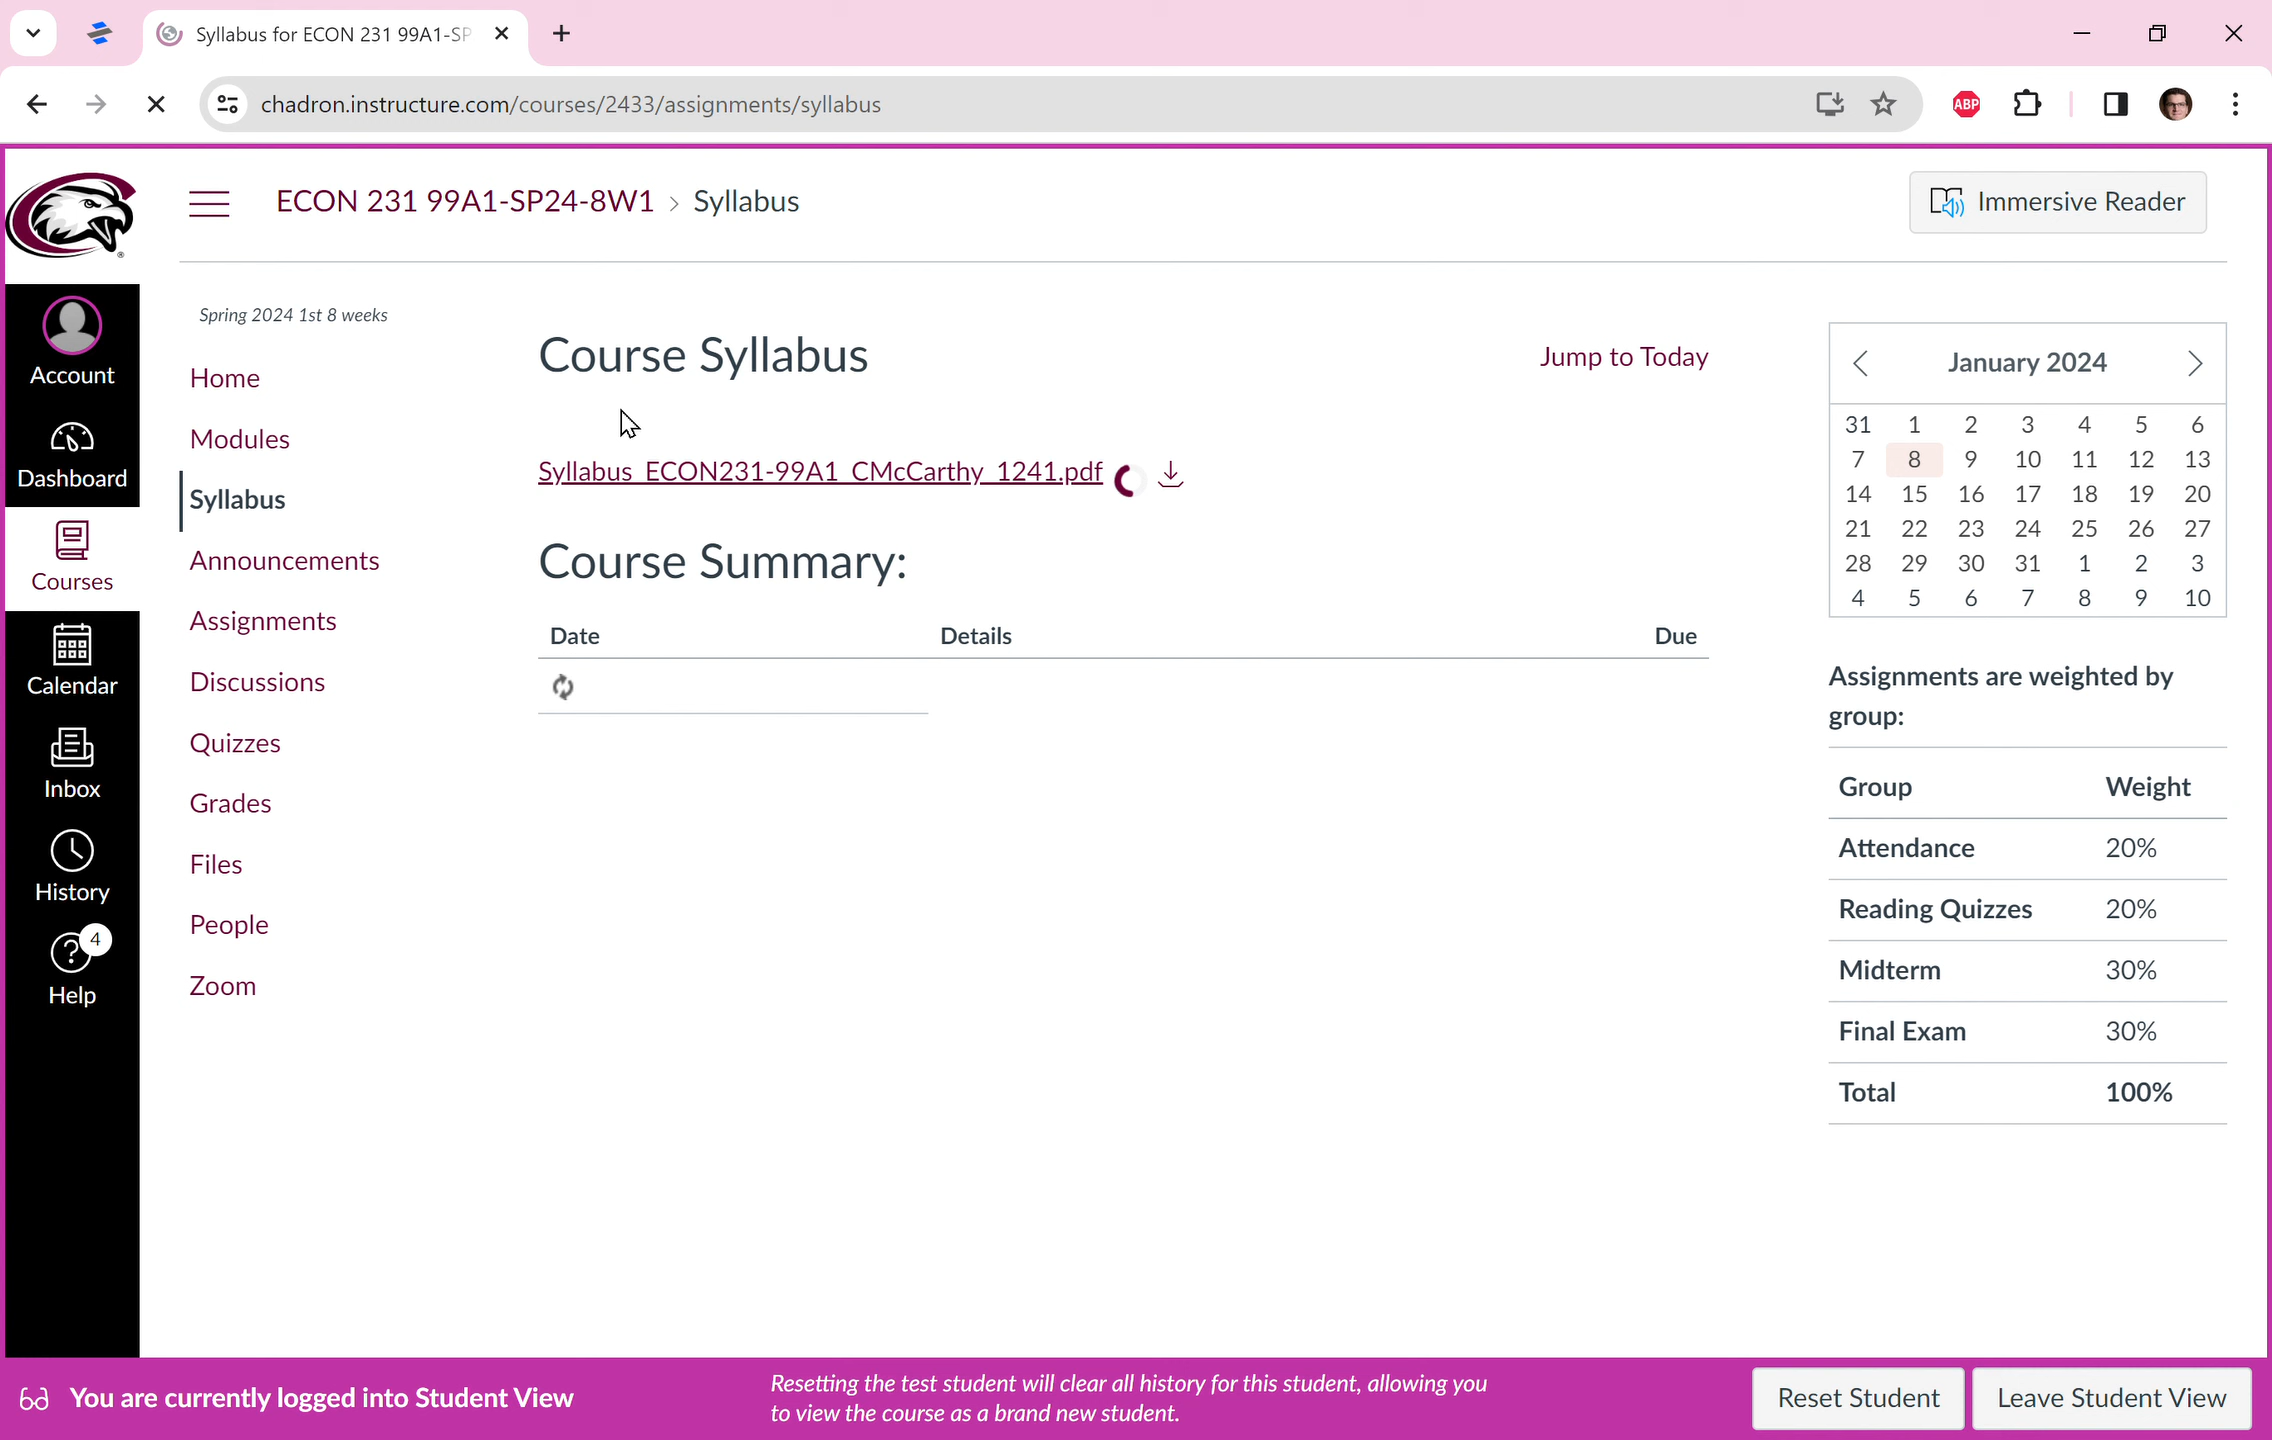 Syllabus for ECON 231 99A1-SP
chadron.instructure.com/courses/2433/assignments/syllabus
ABP
ECON 231 99A1-SP24-8W1 > Syllabus
Immersive Reader
Account
Dashboard
Courses
Calendar
Inbox
History
4
Help
Spring 2024 1st 8 weeks
Home
Modules
Syllabus
Announcements
Assignments
Discussions
Quizzes
Grades
Files
People
Zoom
Course Syllabus
Jump to Today
Syllabus_ECON231-99A1_CMcCarthy_1241.pdf
Course Summary:
Date Details Due
January 2024
31 1 2 3 4 5 6
7 8 9 10 11 12 13
14 15 16 17 18 19 20
21 22 23 24 25 26 27
28 29 30 31 1 2 3
4 5 6 7 8 9 10
Assignments are weighted by
group:
Group Weight
Attendance 20%
Reading Quizzes 20%
Midterm 30%
Final Exam 30%
Total 100%
You are currently logged into Student View
Resetting the test student will clear all history for this student, allowing you
to view the course as a brand new student.
Reset Student
Leave Student View